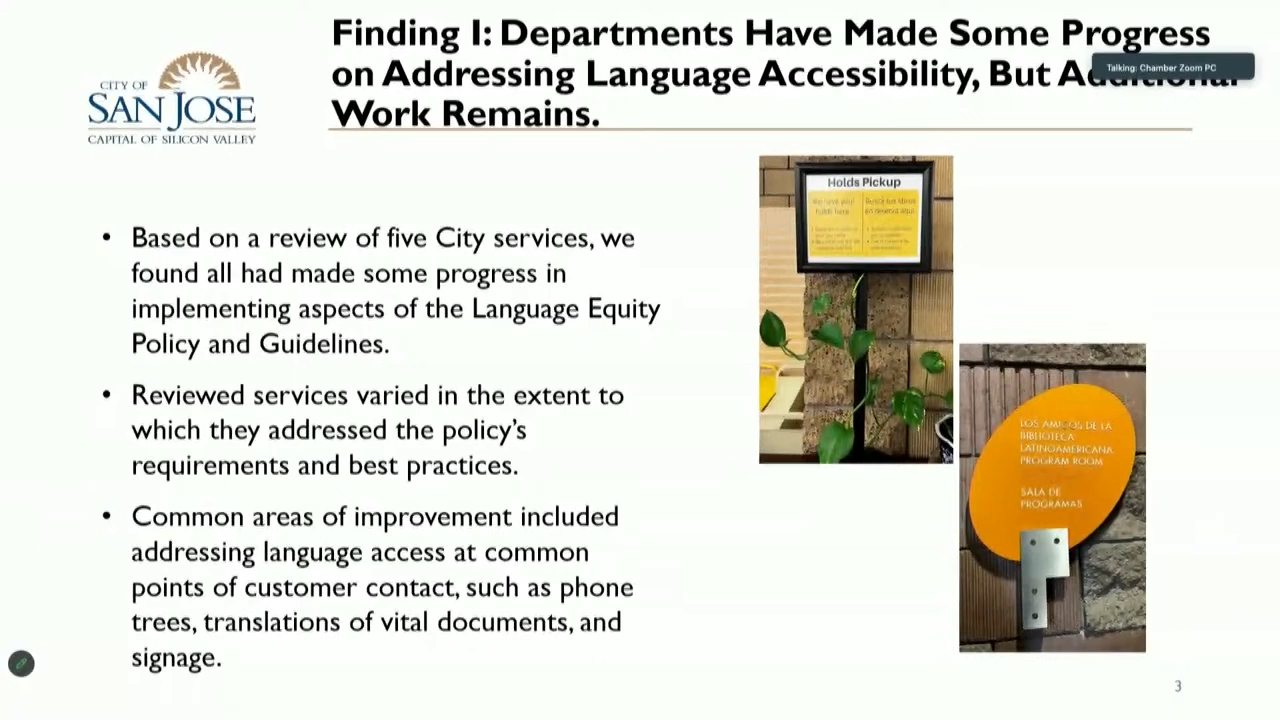 CITY OF
SAN JOSE
CAPITAL OF SILICON VALLEY
Finding I: Departments Have Made Some Progress
on Addressing Language Accessibility, But Additional
Work Remains.
Talking: Chamber Zoom PC
• Based on a review of five City services, we
found all had made some progress in
implementing aspects of the Language Equity
Policy and Guidelines.
• Reviewed services varied in the extent to
which they addressed the policy’s
requirements and best practices.
• Common areas of improvement included
addressing language access at common
points of customer contact, such as phone
trees, translations of vital documents, and
signage.
Holds Pickup
LOS AMIGOS DE LA
BIBLIOTECA
LATINOAMERICANA
PROGRAM ROOM
SALA DE
PROGRAMAS
3